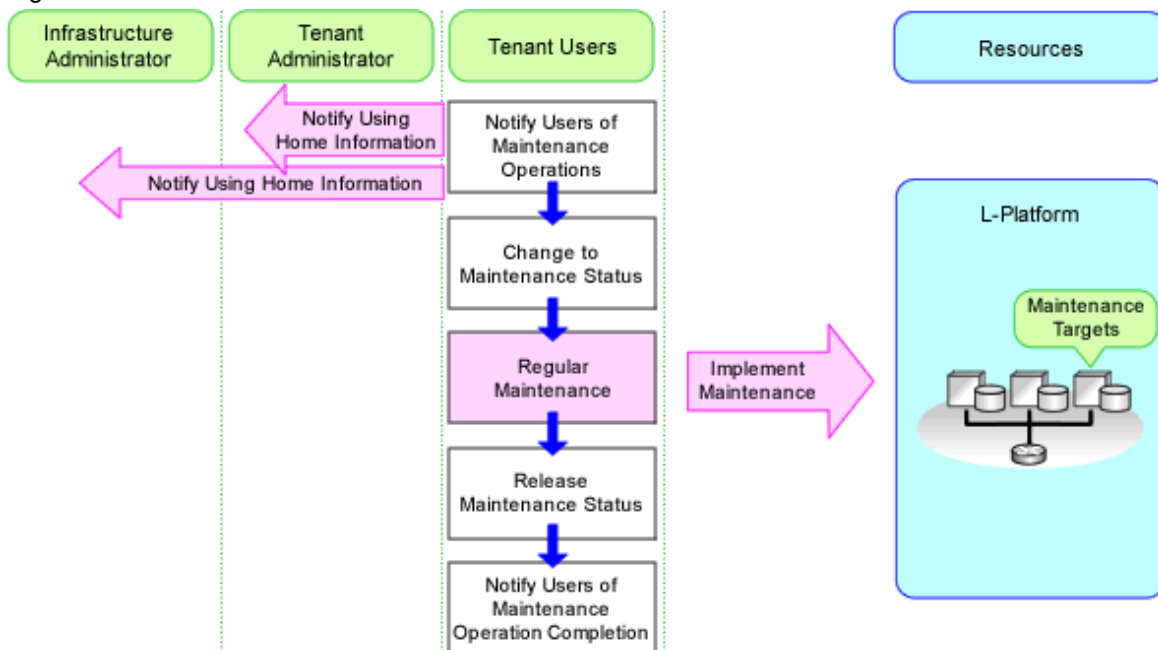 Infrastructure
Administrator
Tenant
Administrator
Tenant Users
Resources
Notify Using
Home Information
Notify Using Home Information
Notify Users of
Maintenance
Operations
Change to
Maintenance Status
Regular
Maintenance
Implement
Maintenance
Release
Maintenance Status
Notify Users of
Maintenance
Operation Completion
L-Platform
Maintenance
Targets